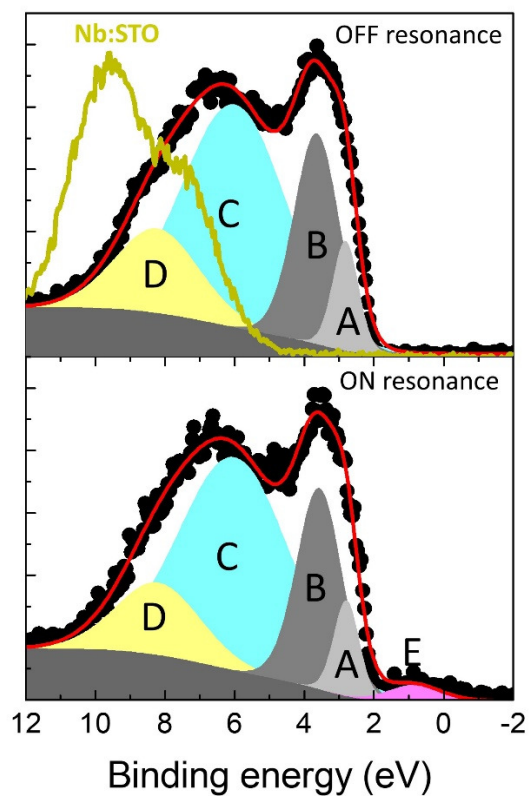 Nb:STO
OFF resonance
C
B
D
A
ON resonance
C
B
D
A
E
12 10 8 6 4 2 0 -2
Binding energy (eV)